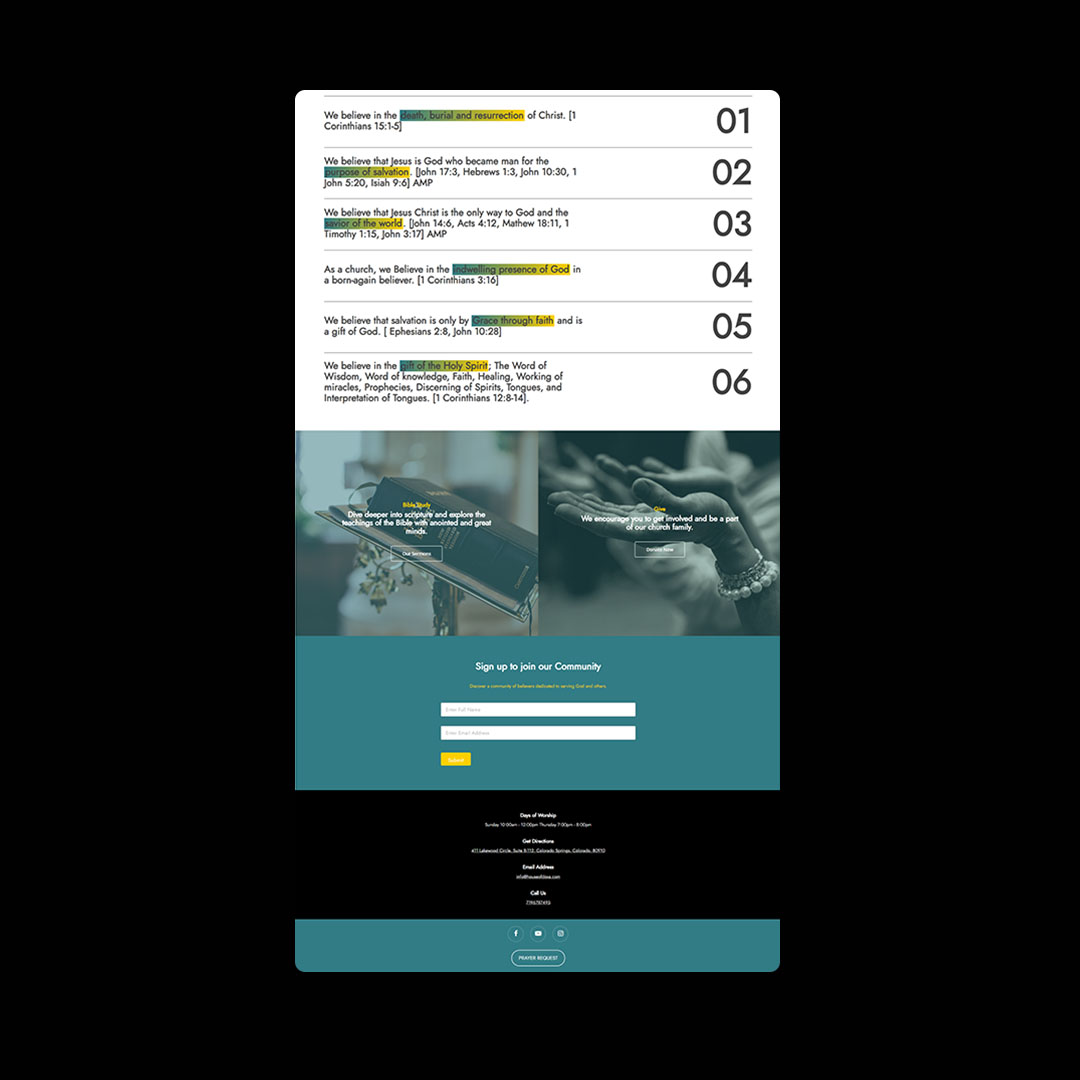 We believe in the death, burial and resurrection of Christ. [1
Corinthians 15:1-5]
01
We believe that Jesus is God who became man for the
purpose of salvation. [John 17:3, Hebrews 1:3, John 10:30, 1
John 5:20, Isiah 9:6] AMP
02
We believe that Jesus Christ is the only way to God and the
savior of the world. [John 14:6, Acts 4:12, Mathew 18:11, 1
Timothy 1:15, John 3:17] AMP
03
As a church, we Believe in the indwelling presence of God in
a born-again believer. [1 Corinthians 3:16]
04
We believe that salvation is only by Grace through faith and is
a gift of God. [ Ephesians 2:8, John 10:28]
05
We believe in the gift of the Holy Spirit; The Word of
Wisdom, Word of knowledge, Faith, Healing, Working of
miracles, Prophecies, Discerning of Spirits, Tongues, and
Interpretation of Tongues. [1 Corinthians 12:8-14].
06
Bible Study
Dive deeper into scripture and explore the
teachings of the Bible with anointed and great
minds.
Our Sermons
Give
We encourage you to get involved and be a part
of our church family.
Donate Now
Sign up to join our Community
Discover a community of believers dedicated to serving God and others.
Enter Full Name
Enter Email Address
Submit
Days of Worship
Sunday 10:00am - 12:00pm Thursday 7:00pm - 8:00pm
Get Directions
411 Lakewood Circle, Suite Colorado Springs, Colorado, 80910
Email Address
Call Us
PRAYER REQUEST